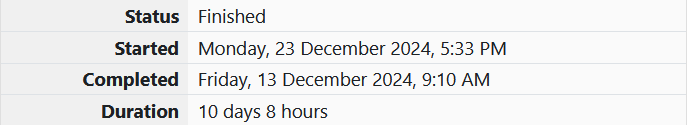 Status Finished
Started Monday, 23 December 2024, 5:33 PM
Completed Friday, 13 December 2024, 9:10 AM
Duration 10 days 8 hours